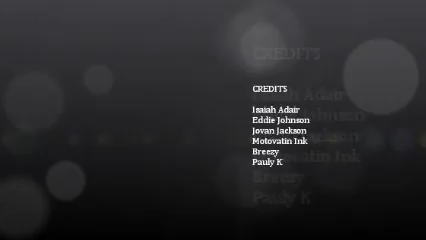 CREDITS
Isaiah Adair
Eddie Johnson
Jovan Jackson
Motovatin Ink
Breezy
Pauly K